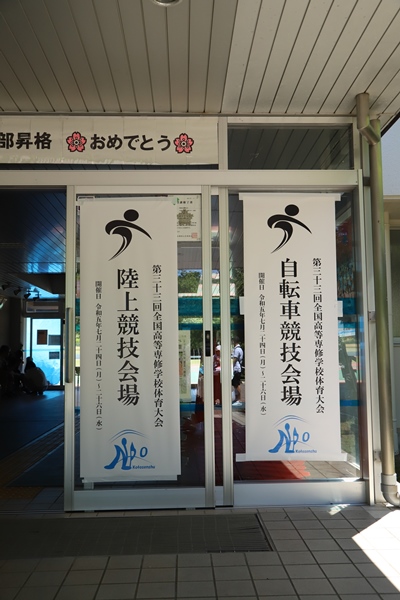 部昇格 おめでとう
第三十三回全国高等専修学校体育大会
陸上競技会場
開催日 令和五年七月二十四日(月)～二十六日(水)
第三十三回全国高等専修学校体育大会
自転車競技会場
開催日 令和五年七月二十四日(月)～二十六日(水)